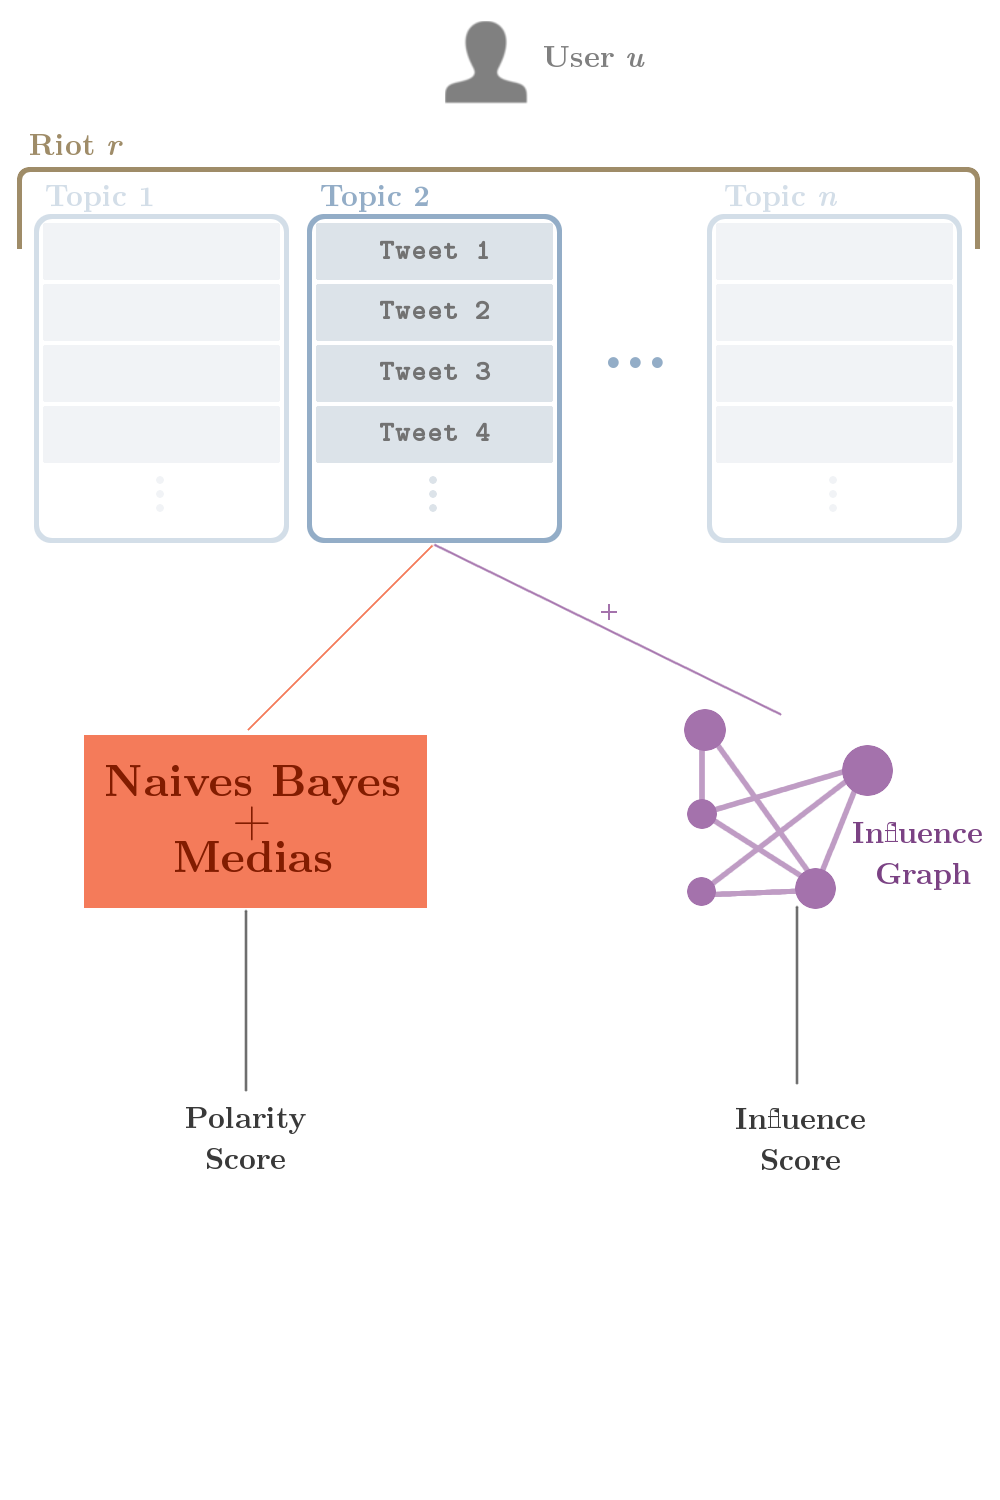 User u
Riot r
Topic 1
Topic 2
Topic n
Tweet 1
Tweet 2
Tweet 3
Tweet 4
+
Naives Bayes
+
Medias
Influence
Graph
Polarity
Score
Influence
Score